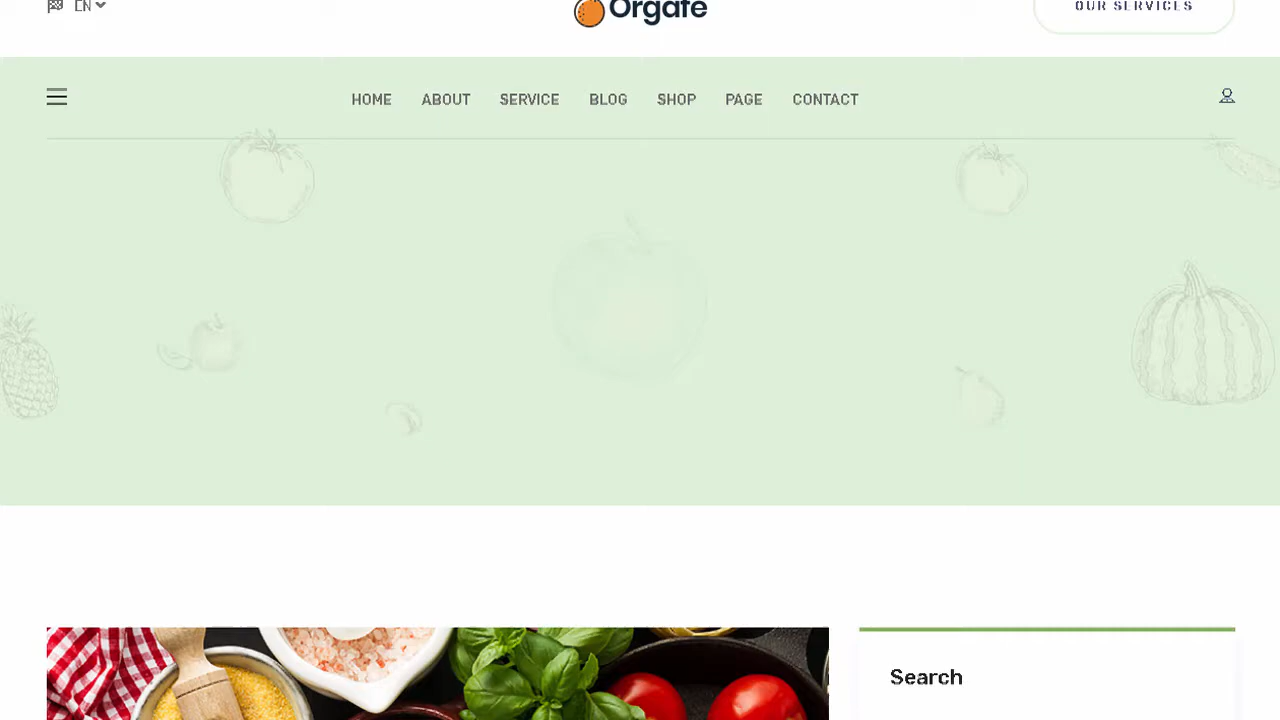 EN
Orgafe
OUR SERVICES
HOME ABOUT SERVICE BLOG SHOP PAGE CONTACT
Search